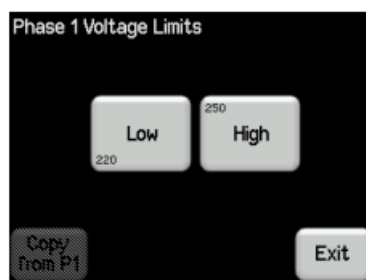 Phase 1 Voltage Limits
250
Low
High
220
Copy
from P1
Exit